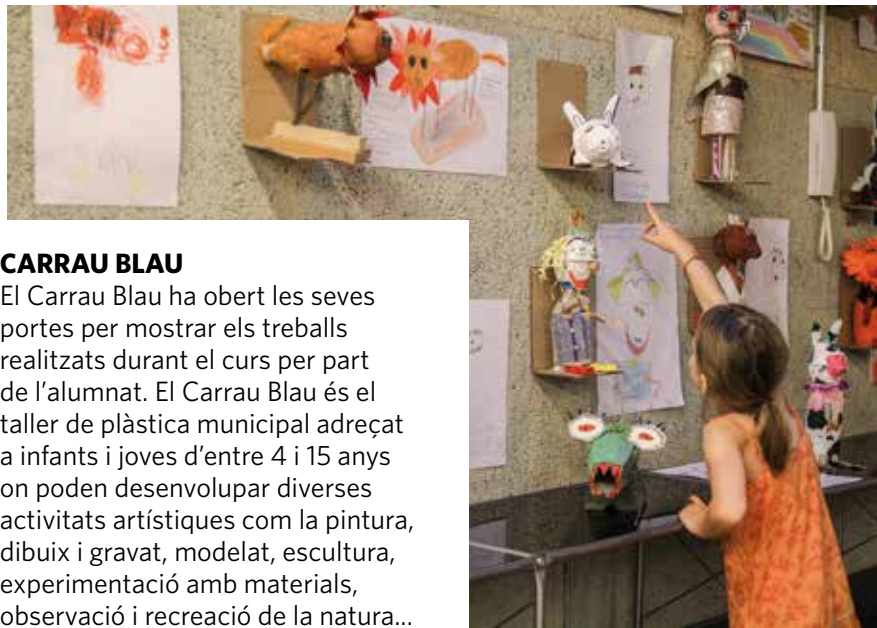 CARRAU BLAU
El Carrau Blau ha obert les seves
portes per mostrar els treballs
realitzats durant el curs per part
de l’alumnat. El Carrau Blau és el
taller de plàstica municipal adreçat
a infants i joves d’entre 4 i 15 anys
on poden desenvolupar diverses
activitats artístiques com la pintura,
dibuix i gravat, modelat, escultura,
experimentació amb materials,
observació i recreació de la natura...